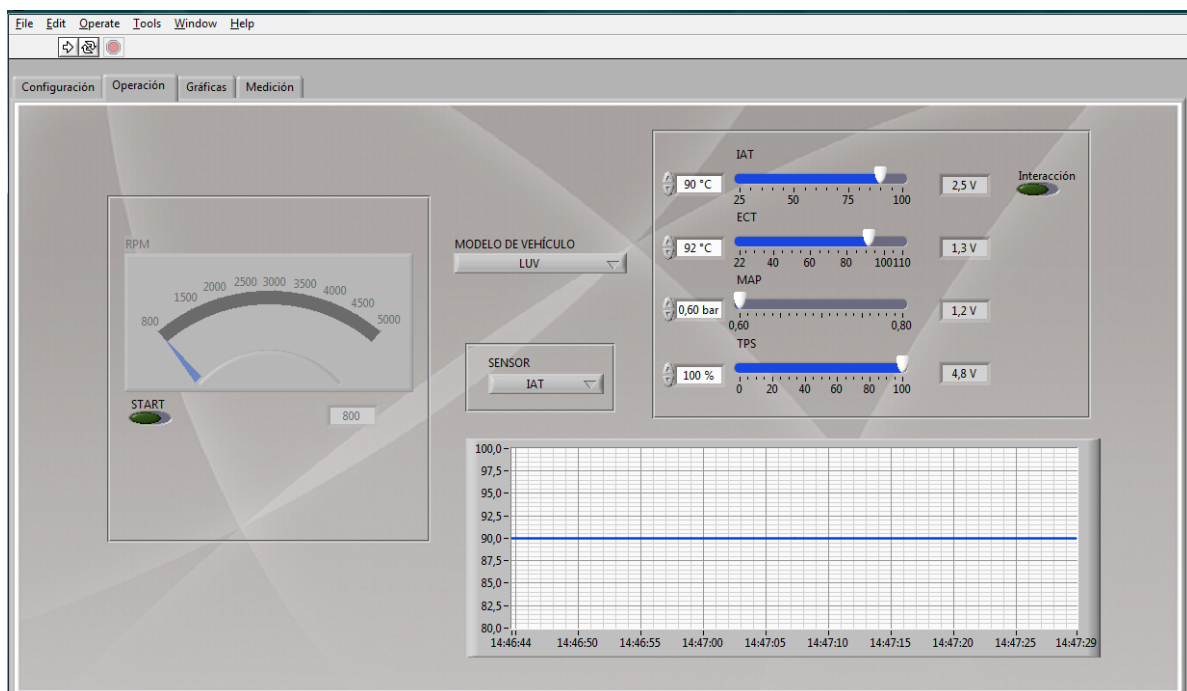 File Edit Operate Tools Window Help
Configuración Operación Gráficas Medición
RPM
800 1500 2000 2500 3000 3500 4000 4500 5000
START
800
MODELO DE VEHÍCULO
LUV
SENSOR
IAT
IAT
90 °C
25 50 75 100
2,5 V
Interacción
ECT
92 °C
22 40 60 80 100110
1,3 V
MAP
0,60 bar
0,60 0,80
1,2 V
TPS
100 %
0 20 40 60 80 100
4,8 V
100,0
97,5
95,0
92,5
90,0
87,5
85,0
82,5
80,0
14:46:44 14:46:50 14:46:55 14:47:00 14:47:05 14:47:10 14:47:15 14:47:20 14:47:25 14:47:29